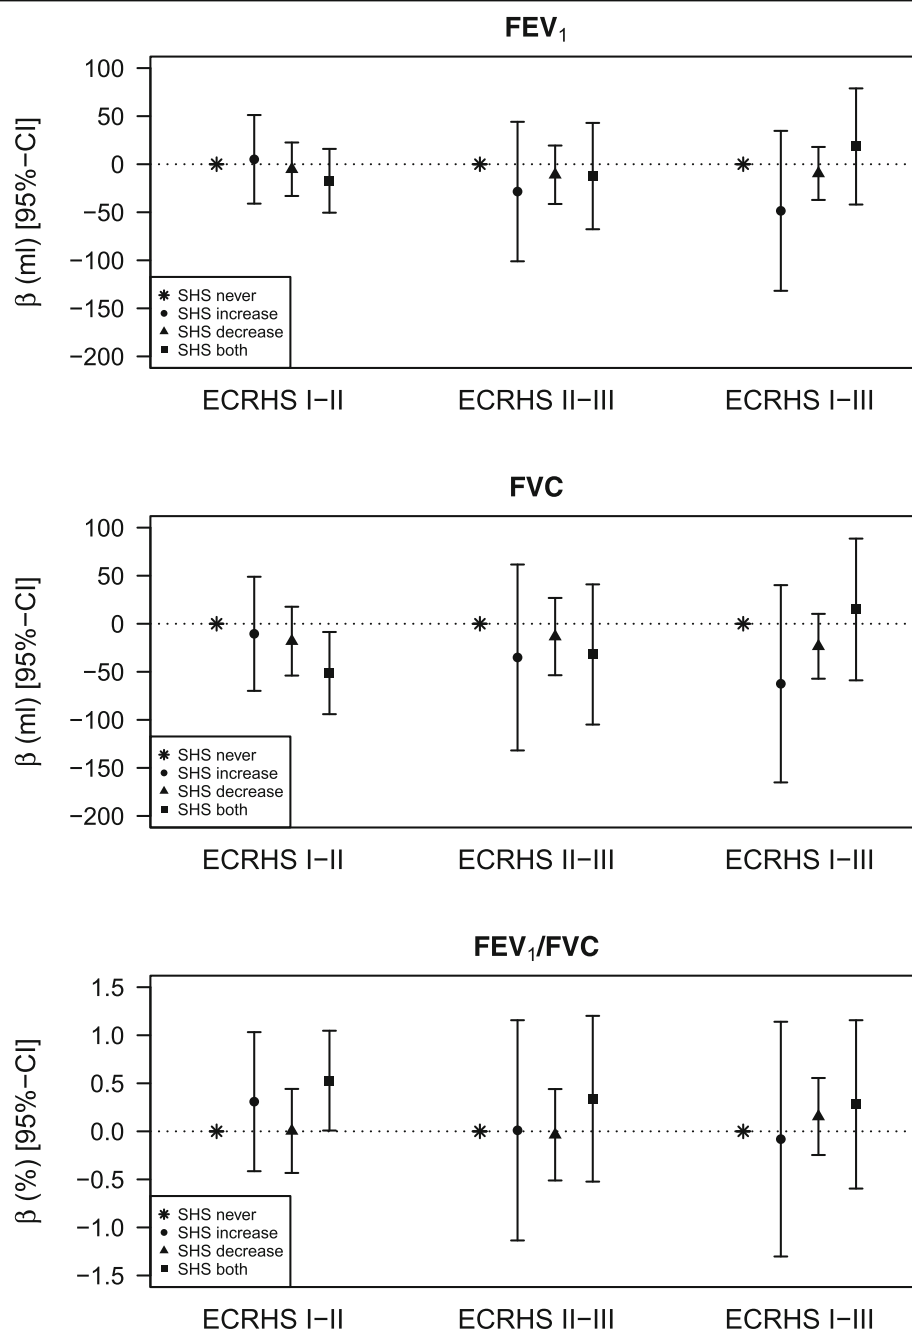 FEV₁
β (ml) [95%−CI]
100
50
0
−50
−100
−150
−200
SHS never
SHS increase
SHS decrease
SHS both
ECRHS I−II
ECRHS II−III
ECRHS I−III
FVC
β (ml) [95%−CI]
100
50
0
−50
−100
−150
−200
SHS never
SHS increase
SHS decrease
SHS both
ECRHS I−II
ECRHS II−III
ECRHS I−III
FEV₁/FVC
β (%) [95%−CI]
1.5
1.0
0.5
0.0
−0.5
−1.0
−1.5
SHS never
SHS increase
SHS decrease
SHS both
ECRHS I−II
ECRHS II−III
ECRHS I−III